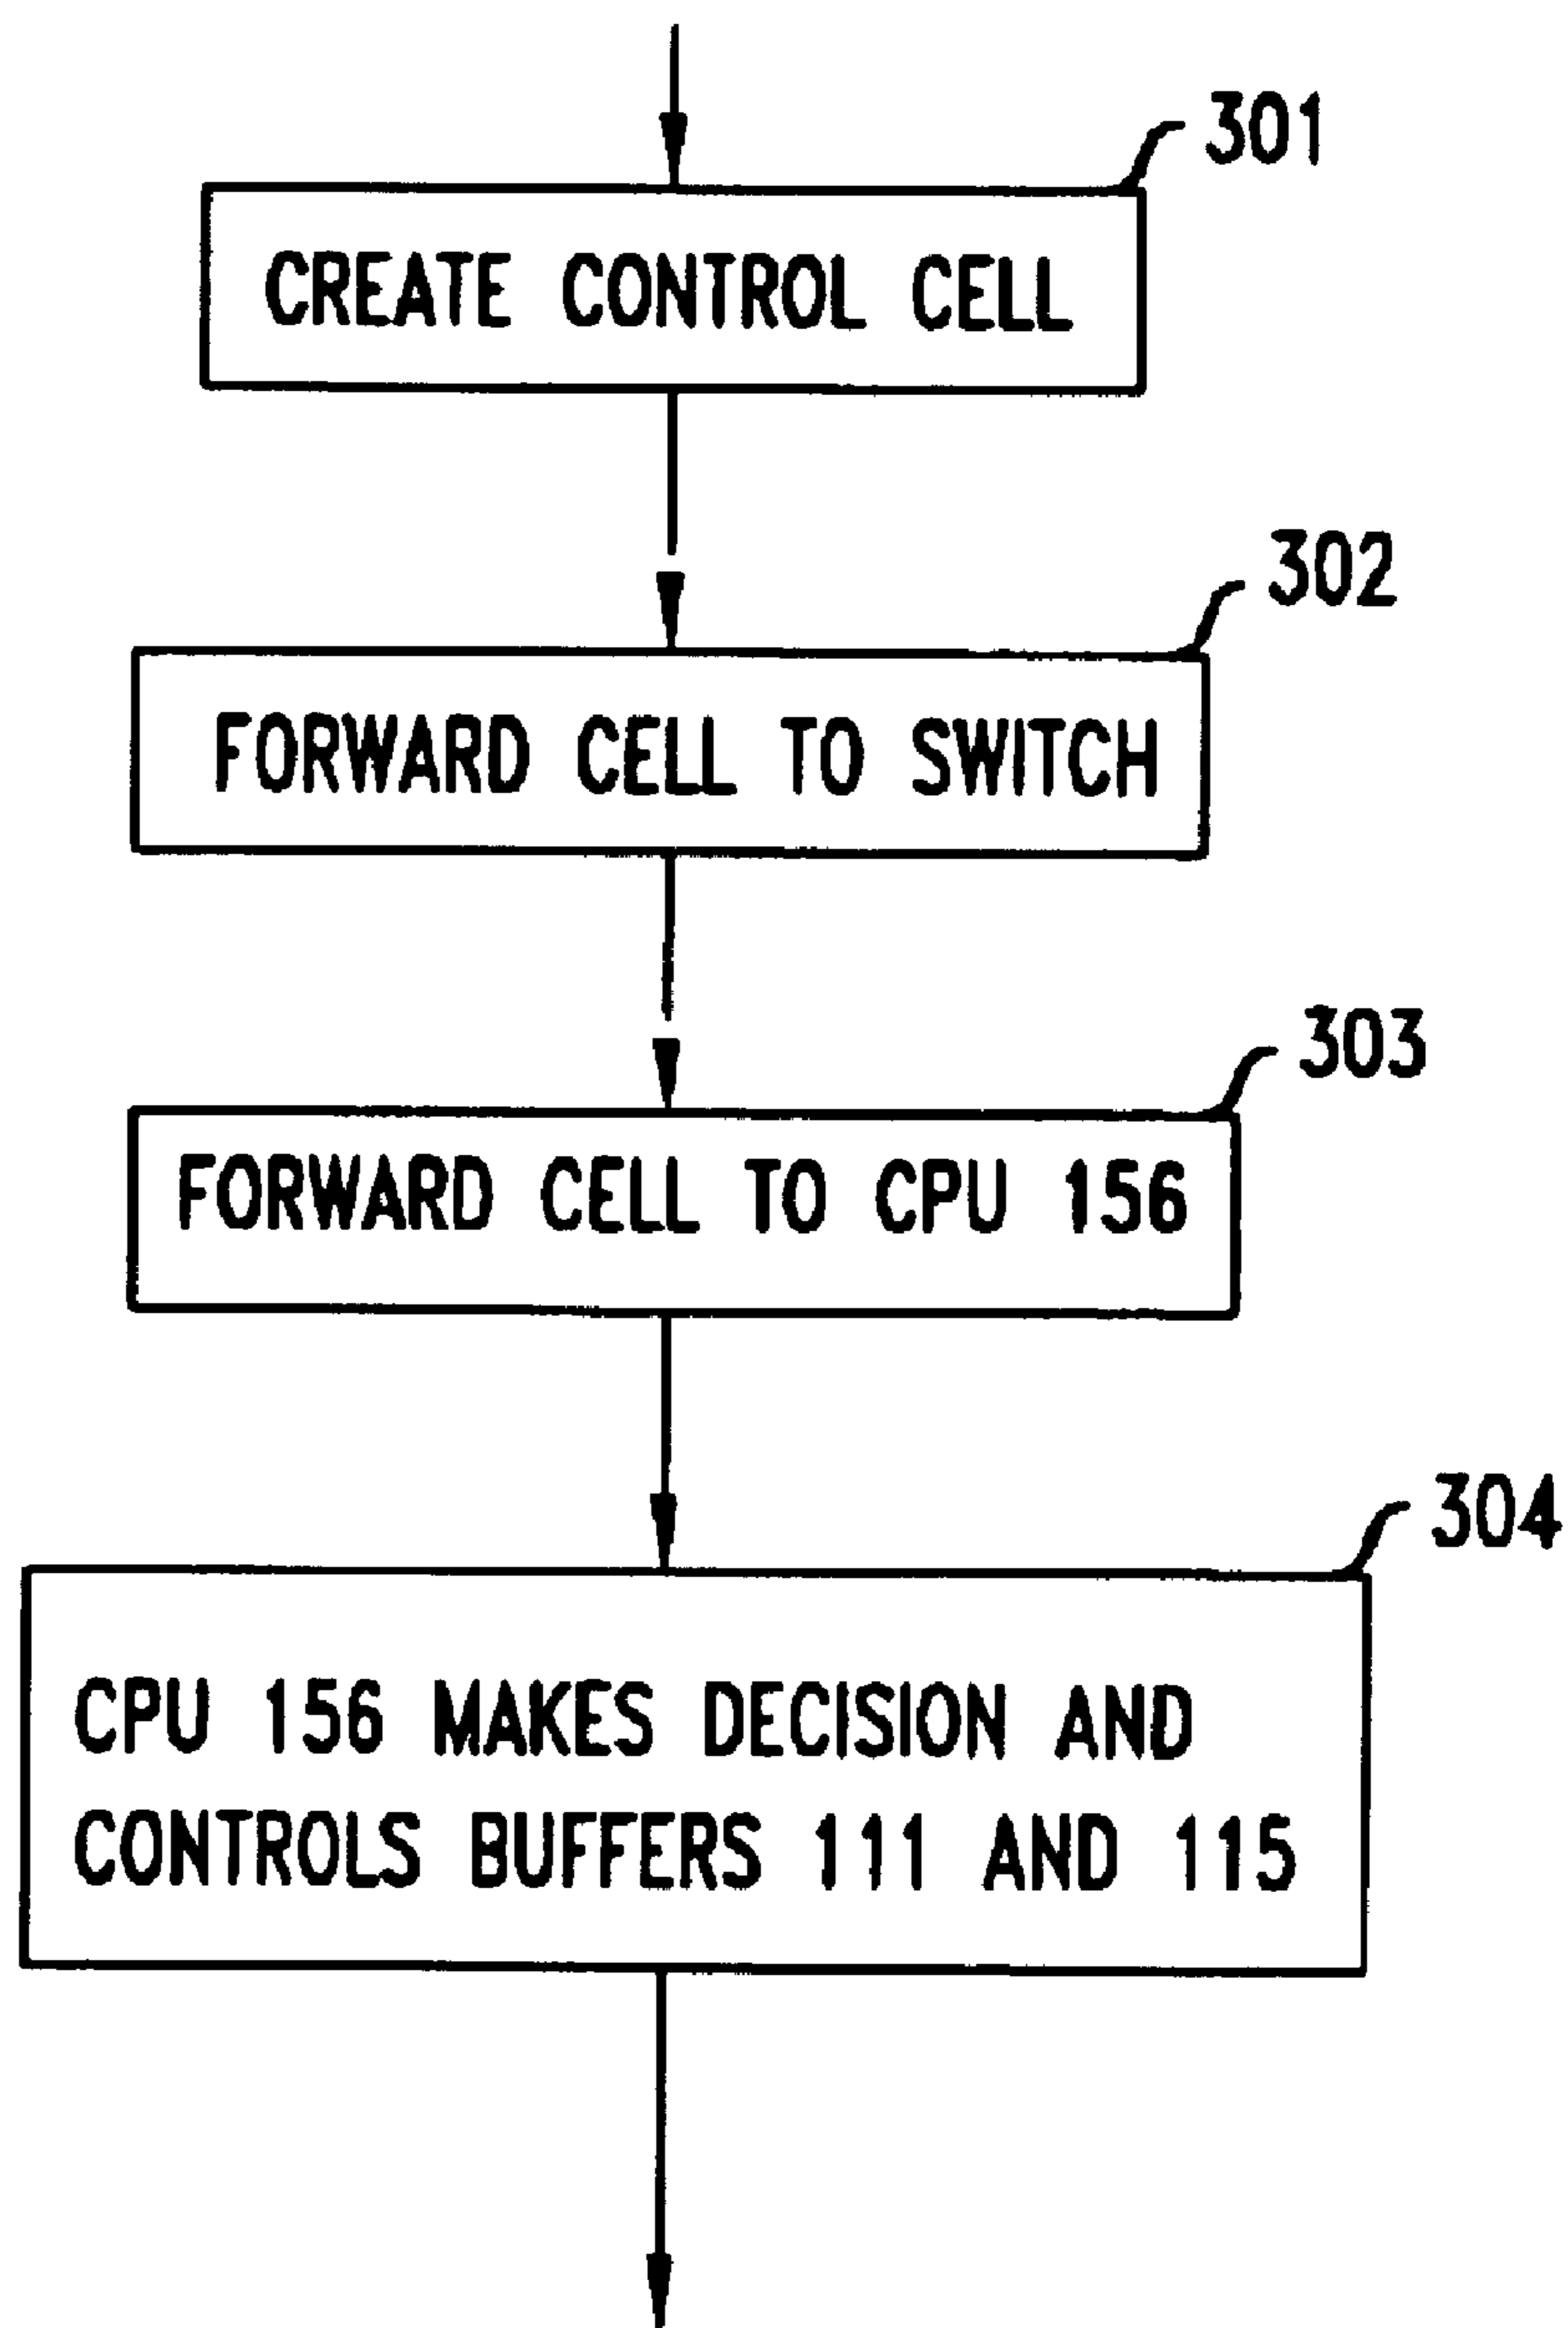 301
CREATE CONTROL CELL
302
FORWARD CELL TO SWITCH
303
FORWARD CELL TO CPU 156
304
CPU 156 MAKES DECISION AND
CONTROLS BUFFERS 111 AND 115